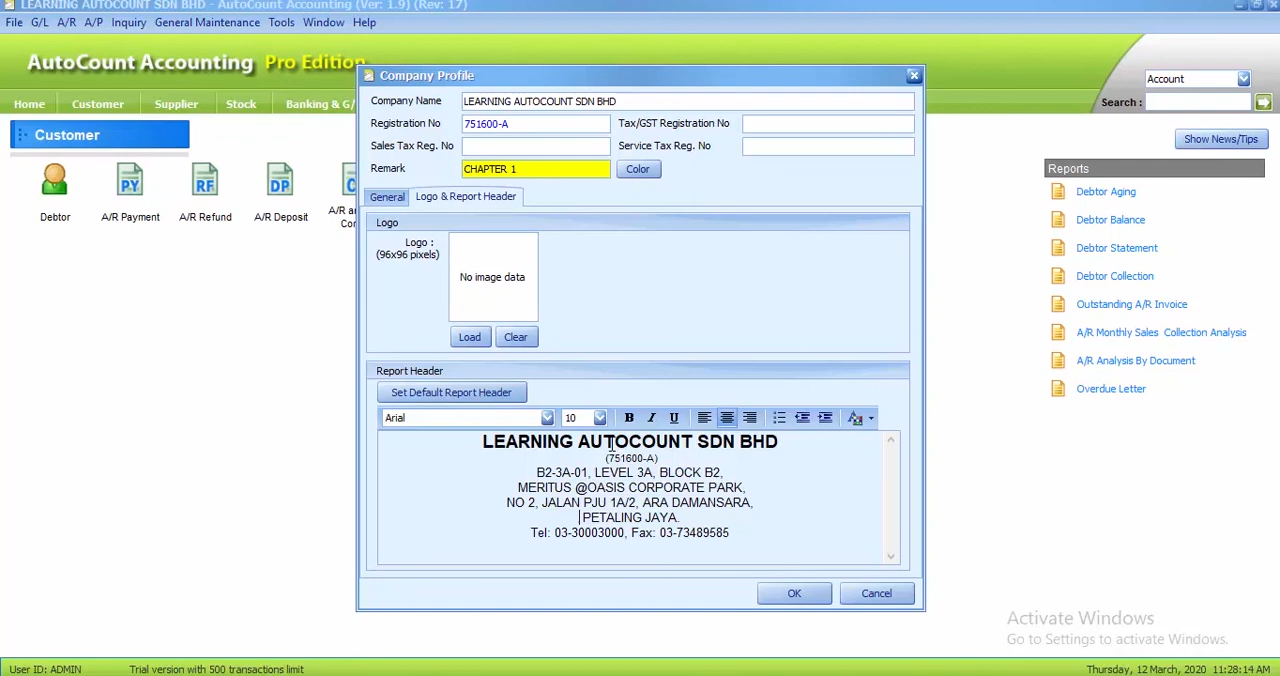 LEARNING AUTOCOUNT SDN BHD - AutoCount Accounting (Ver: 1.9) (Rev: 17)
File G/L A/R A/P Inquiry General Maintenance Tools Window Help
AutoCount Accounting Pro Edition
Account
Search :
Home Customer Supplier Stock Banking & G/
Show News/Tips
Customer
Debtor
A/R Payment
A/R Refund
A/R Deposit
A/R an
Cor
Company Profile
Company Name LEARNING AUTOCOUNT SDN BHD
Registration No 751600-A Tax/GST Registration No
Sales Tax Reg. No Service Tax Reg. No
Remark CHAPTER 1 Color
General Logo & Report Header
Logo
Logo :
(96x96 pixels)
No image data
Load Clear
Report Header
Set Default Report Header
Arial 10 B I U
LEARNING AUTOCOUNT SDN BHD
(751600-A)
B2-3A-01, LEVEL 3A, BLOCK B2,
MERITUS @OASIS CORPORATE PARK,
NO 2, JALAN PJU 1A/2, ARA DAMANSARA,
PETALING JAYA.
Tel: 03-30003000, Fax: 03-73489585
OK Cancel
Reports
Debtor Aging
Debtor Balance
Debtor Statement
Debtor Collection
Outstanding A/R Invoice
A/R Monthly Sales Collection Analysis
A/R Analysis By Document
Overdue Letter
Activate Windows
Go to Settings to activate Windows.
User ID: ADMIN Trial version with 500 transactions limit Thursday, 12 March, 2020 11:28:14 AM